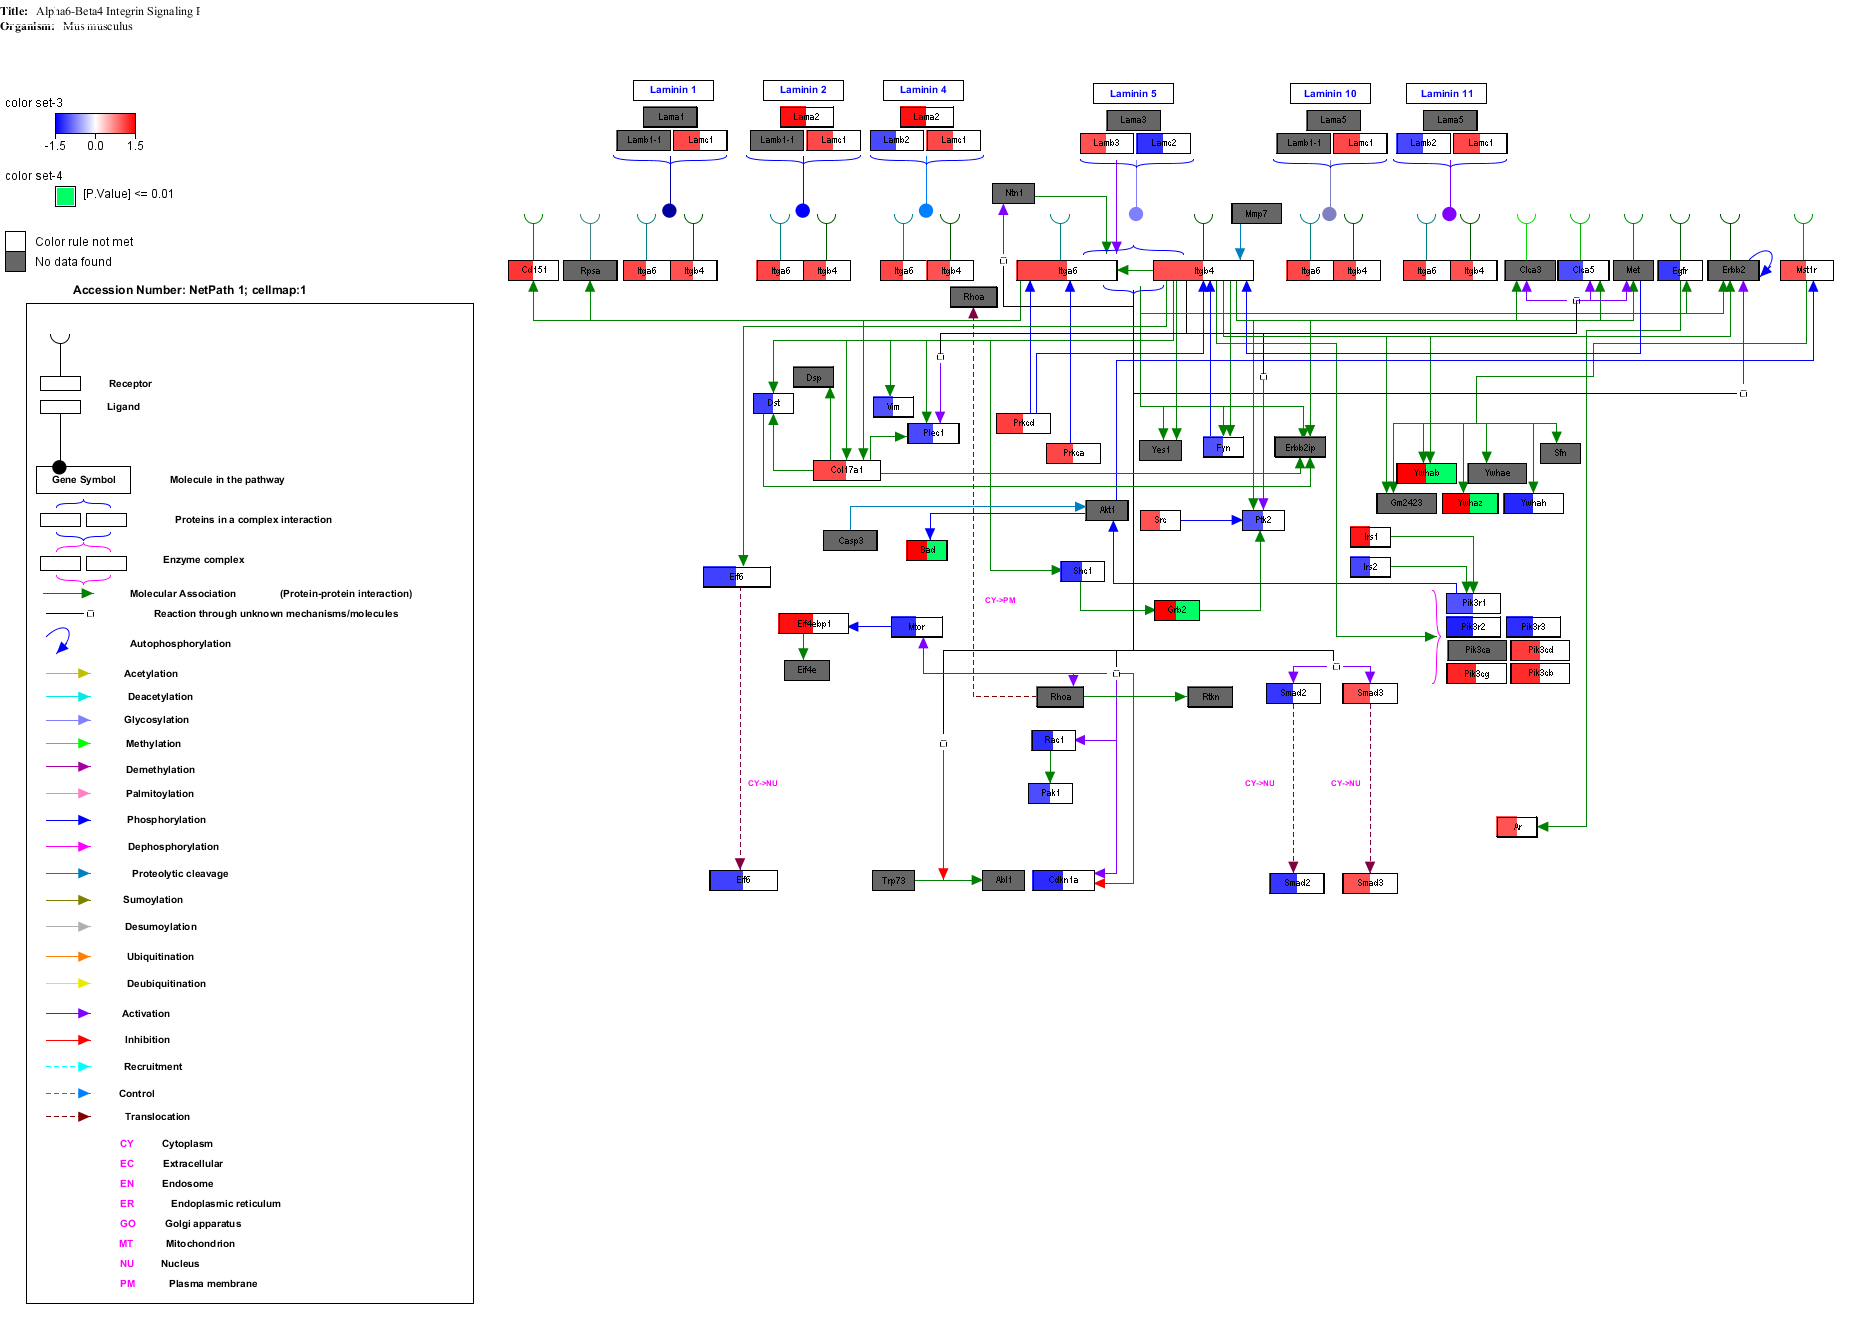 Title: Alpha6-Beta4 Integrin Signaling P
Organism: Mus musculus
color set-3
-1.5 0.0 1.5
color set-4
[P.Value] <= 0.01
Color rule not met
No data found
Accession Number: NetPath 1; cellmap:1
Receptor
Ligand
Gene Symbol
Molecule in the pathway
Proteins in a complex interaction
Enzyme complex
Molecular Association (Protein-protein interaction)
Reaction through unknown mechanisms/molecules
Autophosphorylation
Acetylation
Deacetylation
Glycosylation
Methylation
Demethylation
Palmitoylation
Phosphorylation
Dephosphorylation
Proteolytic cleavage
Sumoylation
Desumoylation
Ubiquitination
Deubiquitination
Activation
Inhibition
Recruitment
Control
Translocation
CY Cytoplasm
EC Extracellular
EN Endosome
ER Endoplasmic reticulum
GO Golgi apparatus
MT Mitochondrion
NU Nucleus
PM Plasma membrane
Laminin 1 Laminin 2 Laminin 4 Laminin 5 Laminin 10 Laminin 11
Lama1 Lama2 Lama2 Lama3 Lama5 Lama5
Lamb1-1 Lamc1 Lamb1-1 Lamc1 Lamb2 Lamc1 Lamb3 Lamc2 Lamb1-1 Lamc1 Lamb2 Lamc1
Ntn1 Mmp7
Cd151 Rpsa Itga6 Itgb4 Itga6 Itgb4 Itga6 Itgb4 Itga6 Itgb4 Itga6 Itgb4 Itga6 Itgb4 Clca3 Clca5 Met Egfr Erbb2 Mst1r
Rhoa
Dsp
Dst Vim
Prkcd
Plec1
Prkca Yes1 Fyn Erbb2ip Sfn
Col17a1 Ywhab Ywhae
Gm2423 Ywhaz Ywhah
Akt1 Src Ptk2
Casp3 Irs1
Bad
Irs2
Eif6 Shc1
CY->PM
Pik3r1
Grb2
Eif4ebp1 Mtor Pik3r2 Pik3r3
Pik3ca Pik3cd
Eif4e Pik3cg Pik3cb
Rhoa Rtkn Smad2 Smad3
Rac1
CY->NU CY->NU CY->NU
Pak1
Ar
Eif6 Trp73 Abl1 Cdkn1a Smad2 Smad3